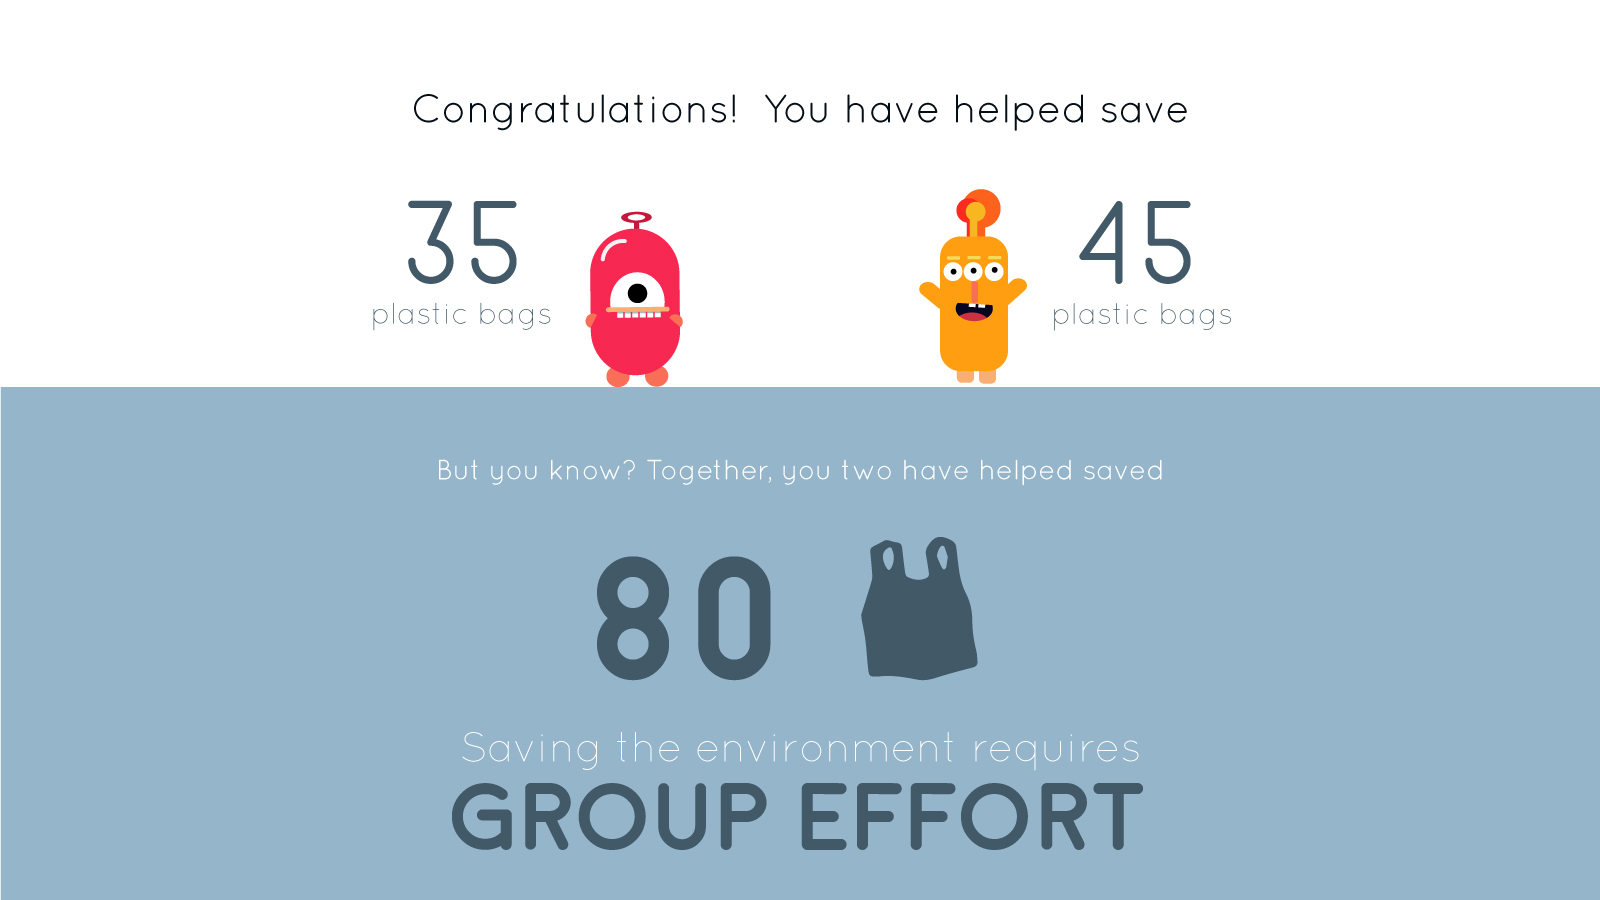 Congratulations! You have helped save
35
plastic bags
45
plastic bags
But you know? Together, you two have helped saved
80
Saving the environment requires
GROUP EFFORT